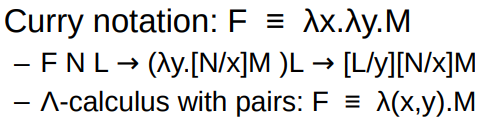 Curry notation: F ≡ λx.λy.M
– F N L → (λy.[N/x]M )L → [L/y][N/x]M
– Λ-calculus with pairs: F ≡ λ(x,y).M